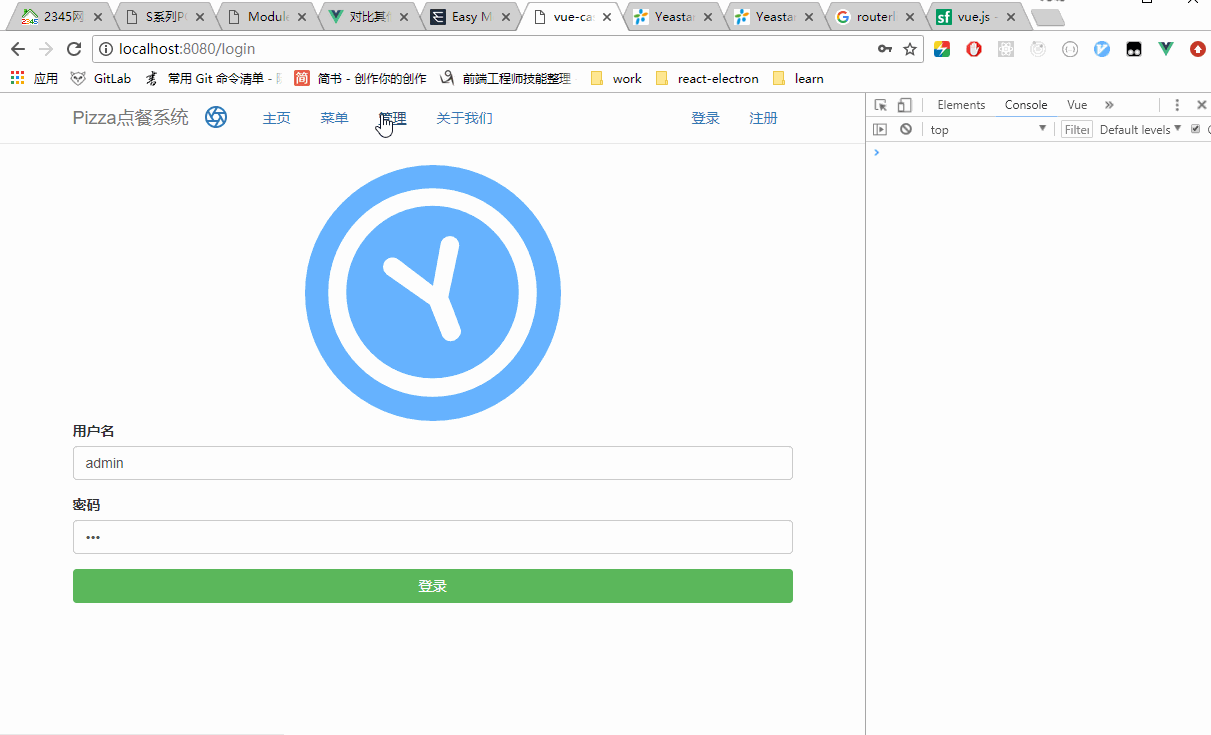 2345网 S系列P Module 对比其 Easy M vue-ca Yeastar Yeastar router vue.js -
localhost:8080/login
应用 GitLab 常用 Git 命令清单 - 简书 - 创作你的创作 前端工程师技能整理 work react-electron learn
Pizza点餐系统 主页 菜单 管理 关于我们 登录 注册
Elements Console Vue
top Filter Default levels
用户名
admin
密码
•••
登录